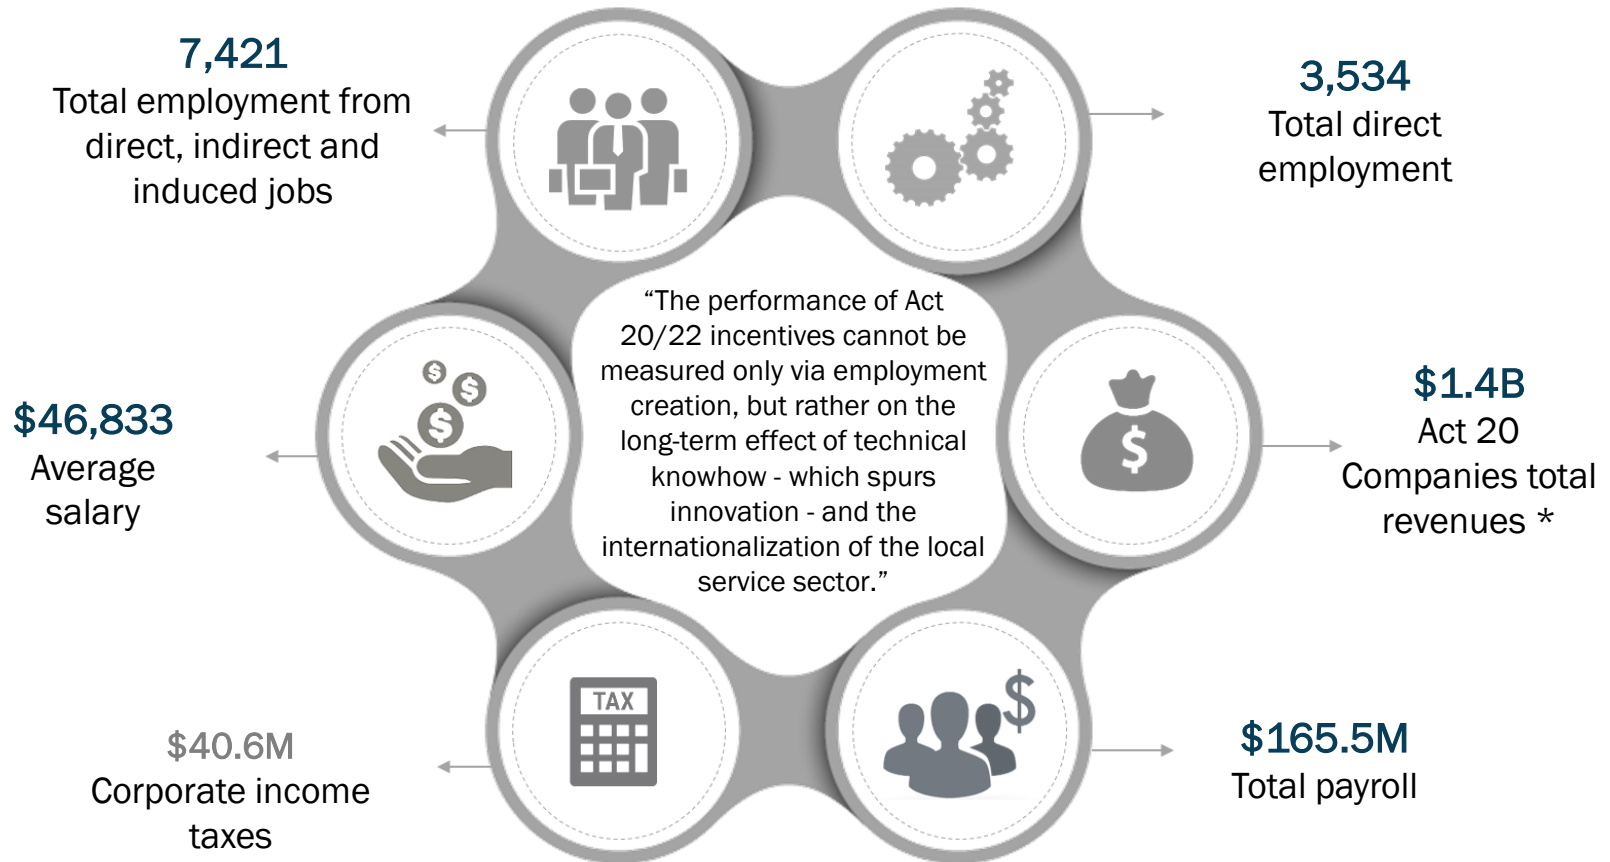 7,421
Total employment from
direct, indirect and
induced jobs
3,534
Total direct
employment
“The performance of Act
20/22 incentives cannot be
measured only via employment
creation, but rather on the
long-term effect of technical
knowhow - which spurs
innovation - and the
internationalization of the local
service sector.”
$46,833
Average
salary
$
$
$
$
$1.4B
Act 20
Companies total
revenues *
TAX
$
$40.6M
Corporate income
taxes
$165.5M
Total payroll